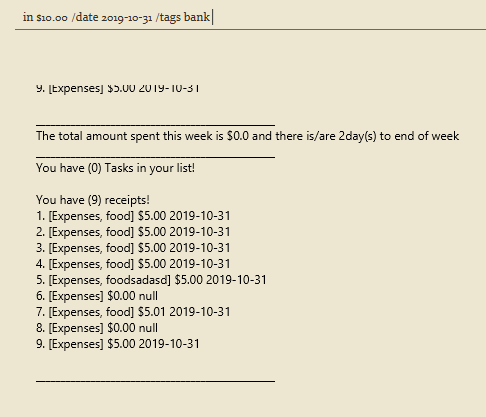 in $10.00 /date 2019-10-31 /tags bank
9. [Expenses] $5.00 2019-10-31
The total amount spent this week is $0.0 and there is/are 2day(s) to end of week
You have (0) Tasks in your list!
You have (9) receipts!
1. [Expenses, food] $5.00 2019-10-31
2. [Expenses, food] $5.00 2019-10-31
3. [Expenses, food] $5.00 2019-10-31
4. [Expenses, food] $5.00 2019-10-31
5. [Expenses, foodsadasd] $5.00 2019-10-31
6. [Expenses] $0.00 null
7. [Expenses, food] $5.01 2019-10-31
8. [Expenses] $0.00 null
9. [Expenses] $5.00 2019-10-31